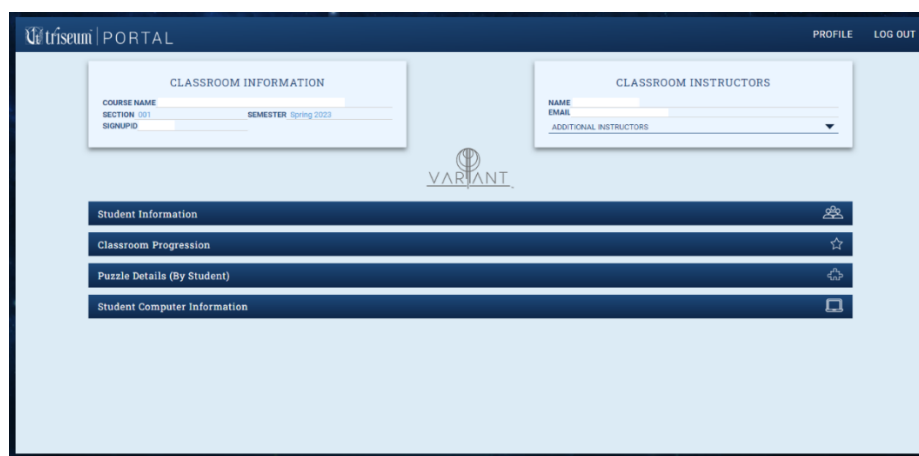 triseum | PORTAL
PROFILE LOG OUT
CLASSROOM INFORMATION
COURSE NAME
SECTION 001 SEMESTER Spring 2023
SIGNUPID
CLASSROOM INSTRUCTORS
NAME
EMAIL
ADDITIONAL INSTRUCTORS
VARIANT
Student Information
Classroom Progression
Puzzle Details (By Student)
Student Computer Information